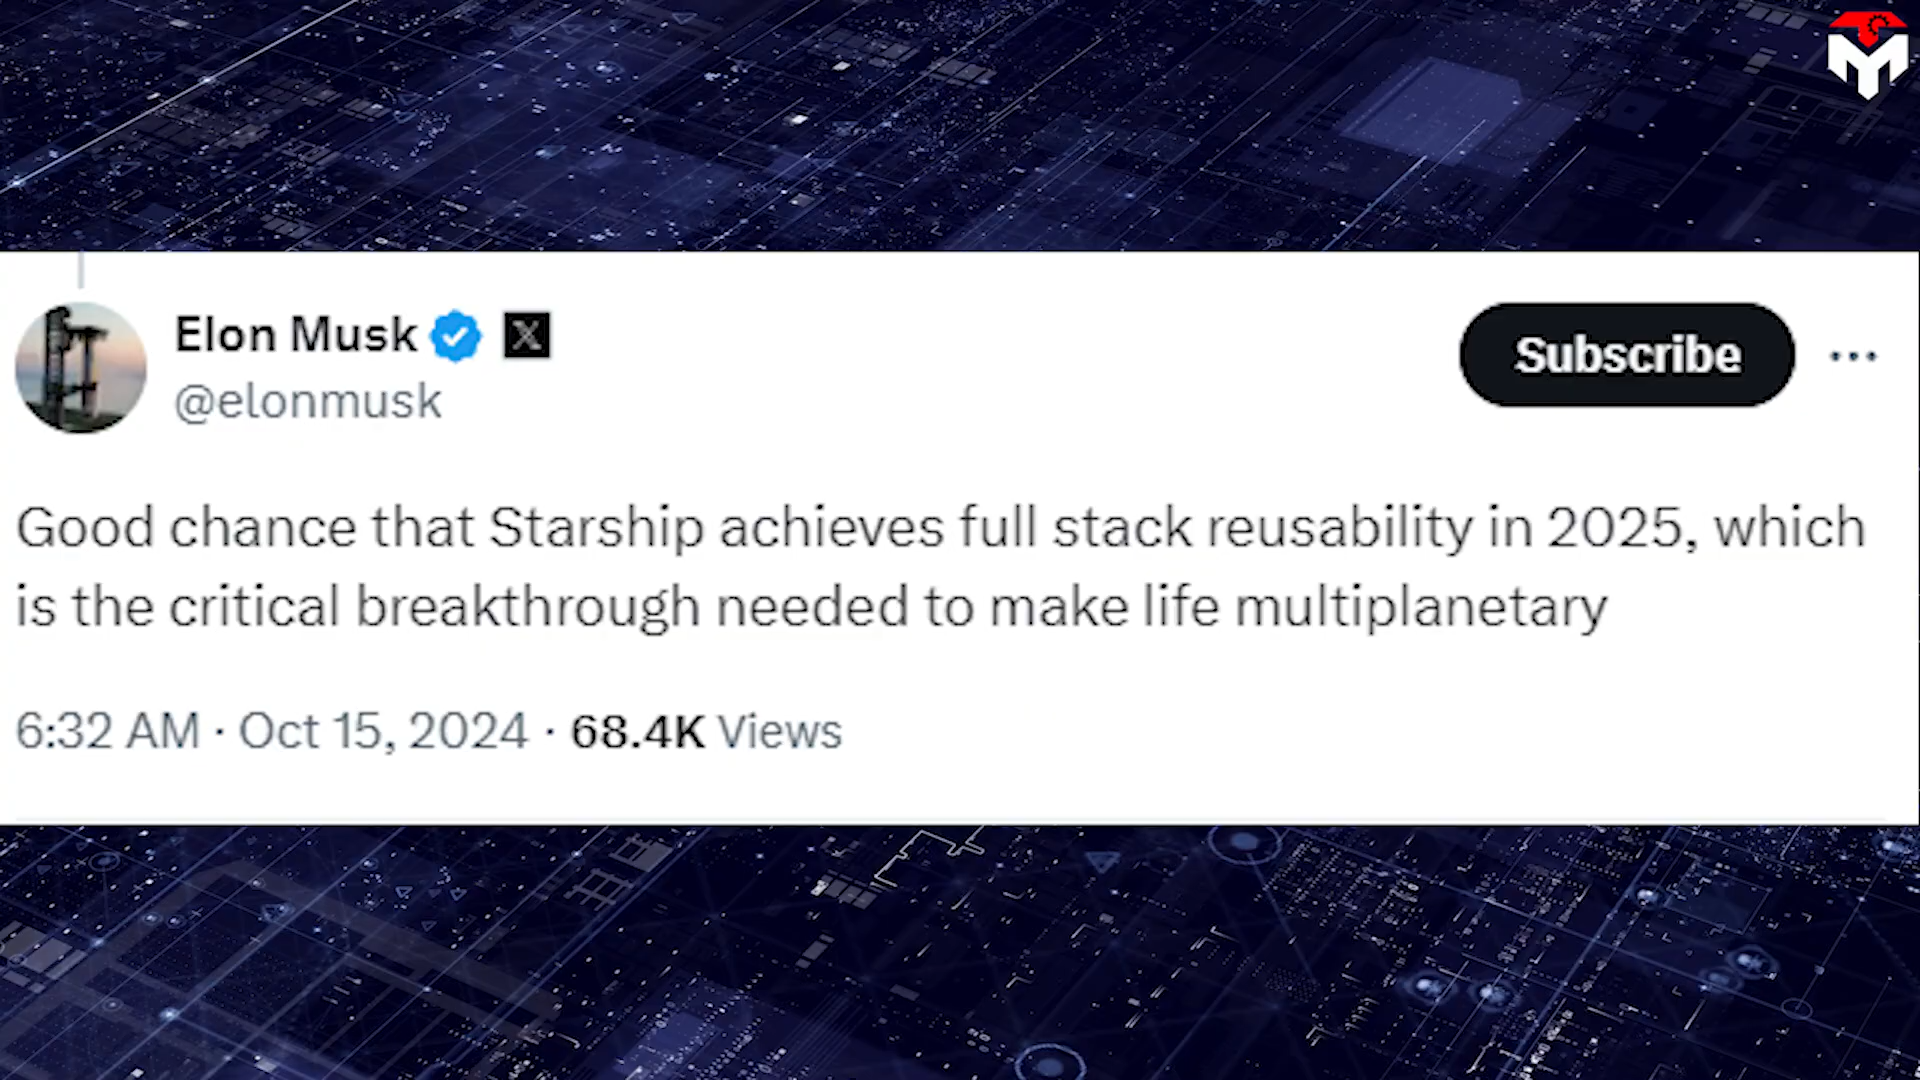 Elon Musk
Subscribe
@elonmusk
Good chance that Starship achieves full stack reusability in 2025, which
is the critical breakthrough needed to make life multiplanetary
6:32 AM · Oct 15, 2024 · 68.4K Views